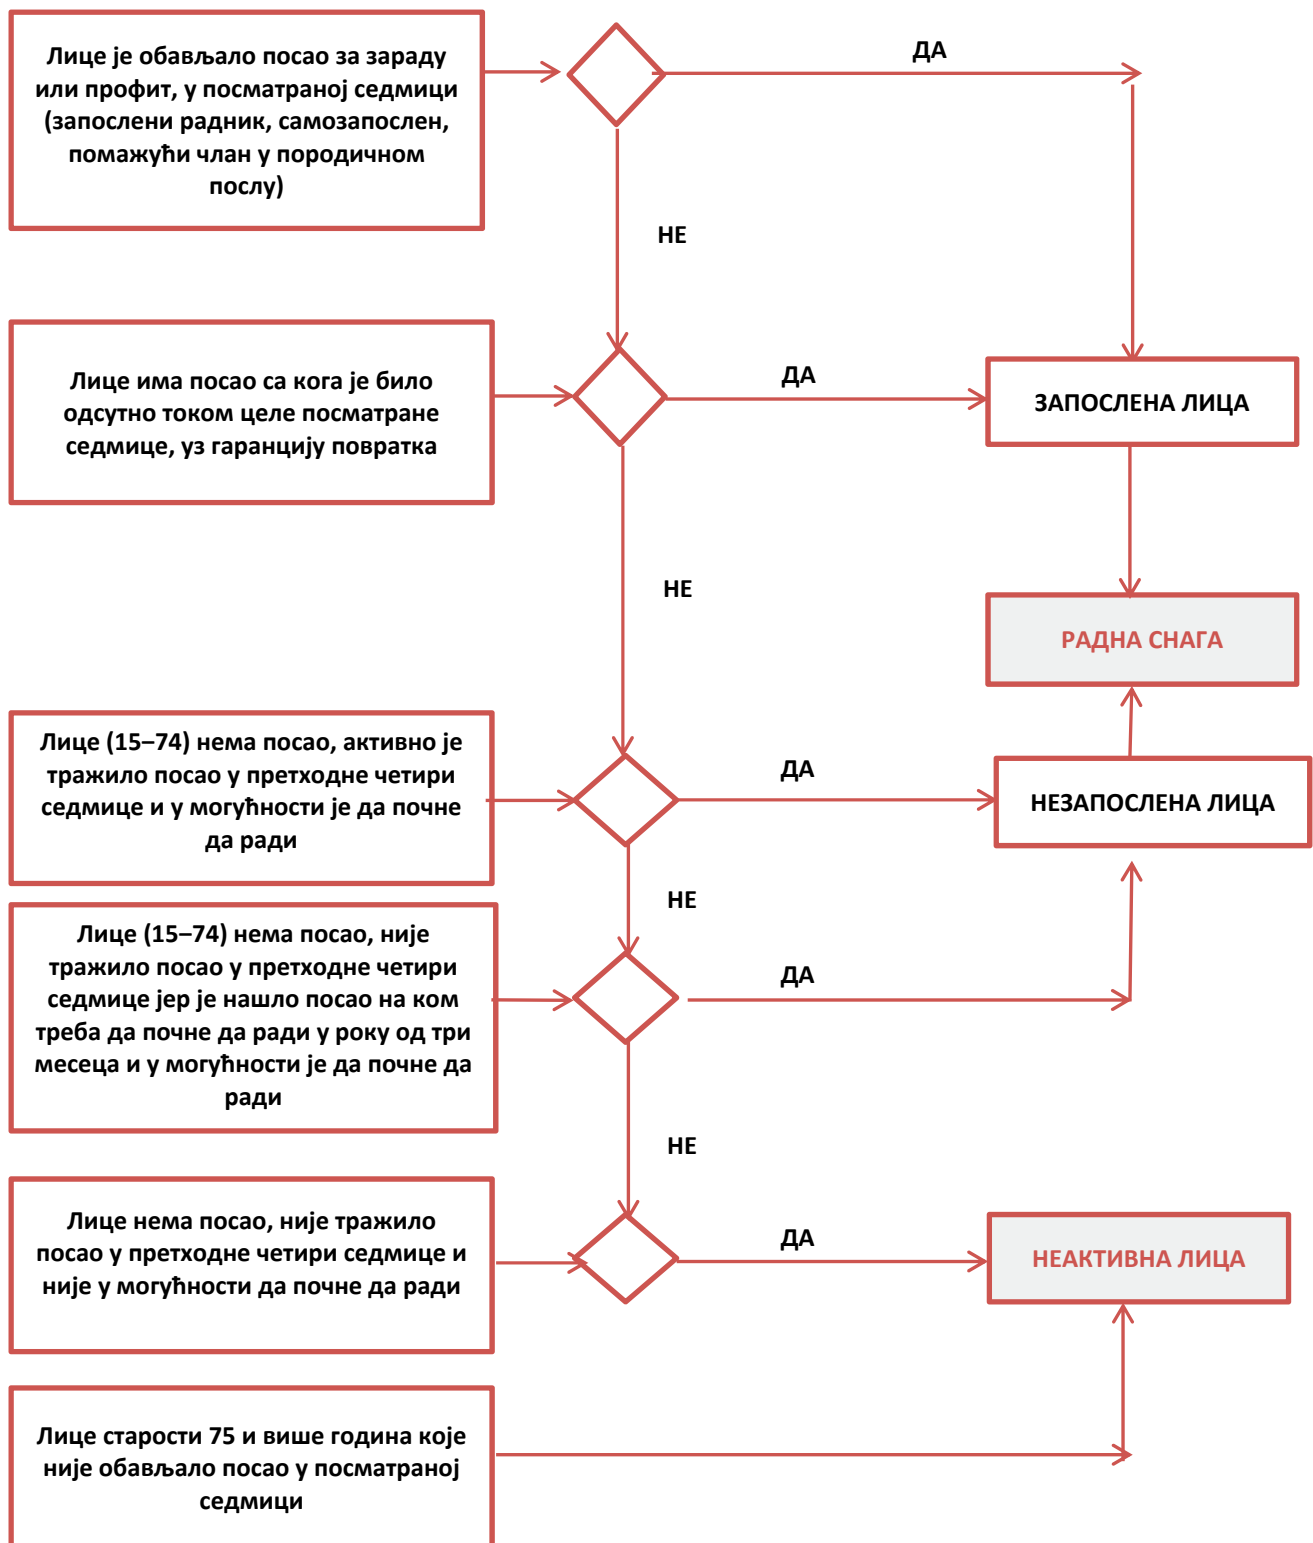 Лице је обављало посао за зараду
или профит, у посматраној седмици
(запослени радник, самозапослен,
помажући члан у породичном
послу)
ДА
НЕ
Лице има посао са кога је било
одсутно током целе посматране
седмице, уз гаранцију повратка
ДА
ЗАПОСЛЕНА ЛИЦА
НЕ
РАДНА СНАГА
Лице (15–74) нема посао, активно је
тражило посао у претходне четири
седмице и у могућности је да почне
да ради
ДА
НЕЗАПОСЛЕНА ЛИЦА
НЕ
Лице (15–74) нема посао, није
тражило посао у претходне четири
седмице јер је нашло посао на ком
треба да почне да ради у року од три
месеца и у могућности је да почне да
ради
ДА
НЕ
Лице нема посао, није тражило
посао у претходне четири седмице и
није у могућности да почне да ради
ДА
НЕАКТИВНА ЛИЦА
Лице старости 75 и више година које
није обављало посао у посматраној
седмици